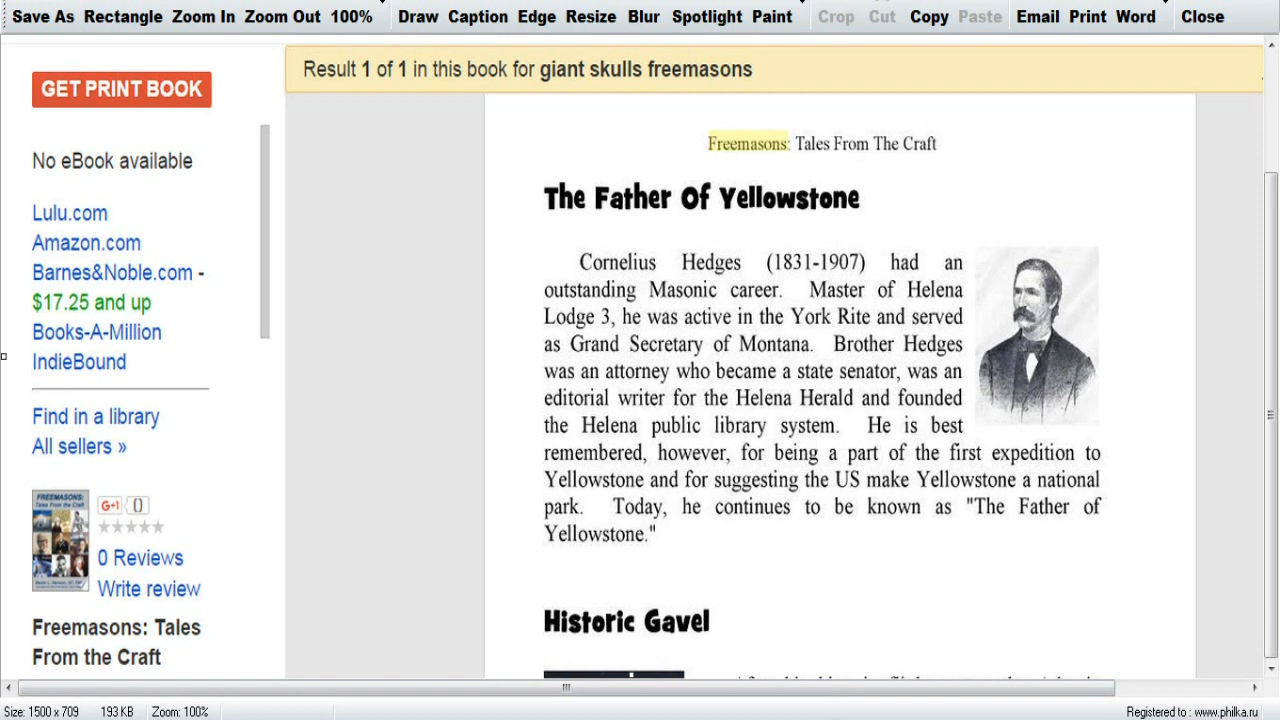 Save As Rectangle Zoom In Zoom Out 100% Draw Caption Edge Resize Blur Spotlight Paint Crop Cut Copy Paste Email Print Word Close
GET PRINT BOOK
No eBook available
Lulu.com
Amazon.com
Barnes&Noble.com -
$17.25 and up
Books-A-Million
IndieBound
Find in a library
All sellers »
FREEMASONS:
Tales From the Craft
G+1 0
0 Reviews
Write review
Freemasons: Tales
From the Craft
Result 1 of 1 in this book for giant skulls freemasons
Freemasons: Tales From The Craft
The Father Of Yellowstone
Cornelius Hedges (1831-1907) had an
outstanding Masonic career. Master of Helena
Lodge 3, he was active in the York Rite and served
as Grand Secretary of Montana. Brother Hedges
was an attorney who became a state senator, was an
editorial writer for the Helena Herald and founded
the Helena public library system. He is best
remembered, however, for being a part of the first expedition to
Yellowstone and for suggesting the US make Yellowstone a national
park. Today, he continues to be known as "The Father of
Yellowstone."
Historic Gavel
Size: 1500 x 709 193 KB Zoom: 100% Registered to : www.philka.ru